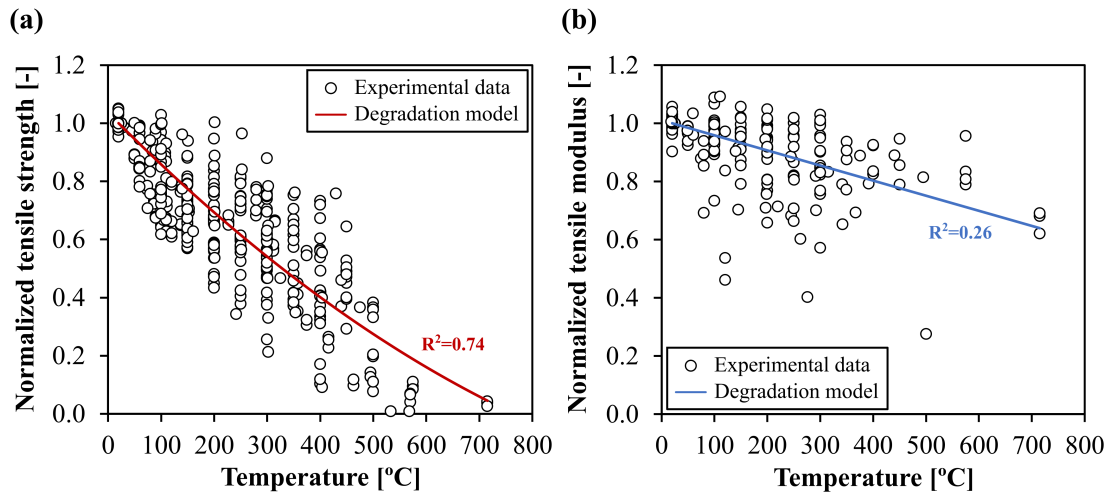 (a)
Normalized tensile strength [-]
1.2
1.0
0.8
0.6
0.4
0.2
0.0
Experimental data
Degradation model
R²=0.74
0 100 200 300 400 500 600 700 800
Temperature [ºC]
(b)
Normalized tensile modulus [-]
1.2
1.0
0.8
0.6
0.4
0.2
0.0
R²=0.26
Experimental data
Degradation model
0 100 200 300 400 500 600 700 800
Temperature [ºC]